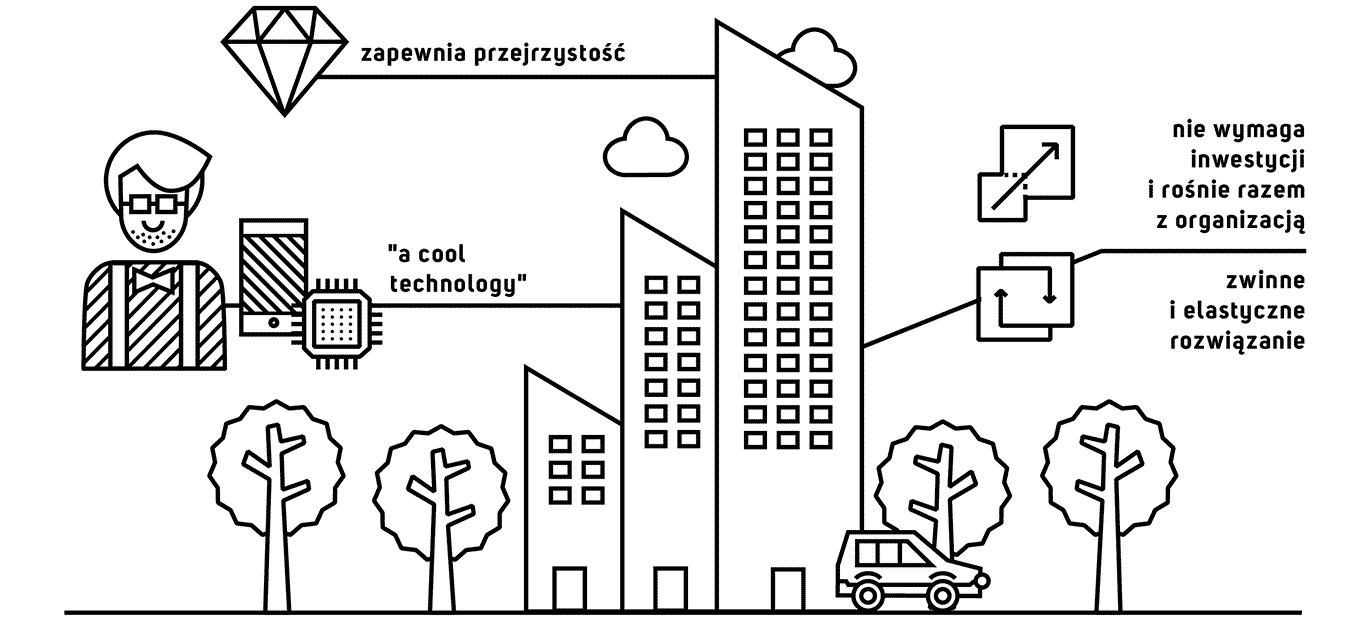 zapewnia przejrzystość
"a cool
technology"
nie wymaga
inwestycji
i rośnie razem
z organizacją
zwinne
i elastyczne
rozwiązanie